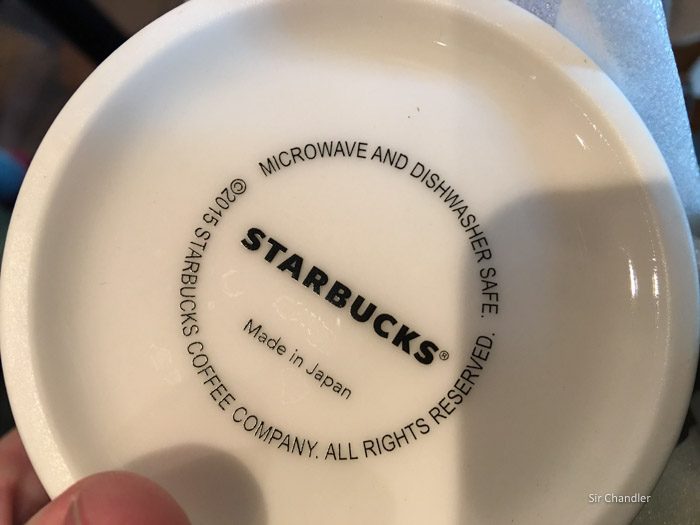 MICROWAVE AND DISHWASHER SAFE.
©2015 STARBUCKS COFFEE COMPANY. ALL RIGHTS RESERVED.
STARBUCKS®
Made in Japan
Sir Chandler